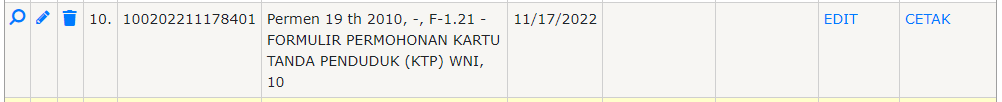 10. 100202211178401 Permen 19 th 2010, -, F-1.21 - 11/17/2022 EDIT CETAK
FORMULIR PERMOHONAN KARTU
TANDA PENDUDUK (KTP) WNI,
10